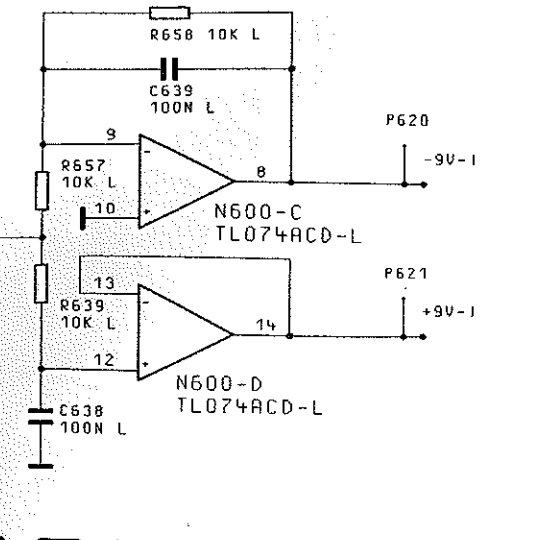 R658 10K L
C639
100N L
P620
9
8
-9V-I
R657
10K L
10
N600-C
TL074ACD-L
P621
13
R639
10K L
14
+9V-I
12
N600-D
TL074ACD-L
C638
100N L